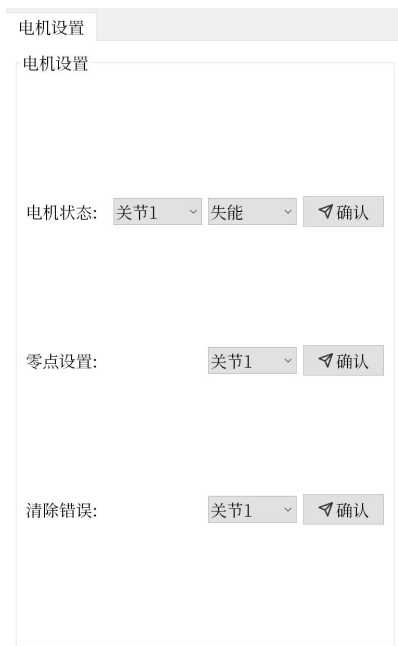 电机设置
电机设置
电机状态: 关节1 失能 确认
零点设置: 关节1 确认
清除错误: 关节1 确认